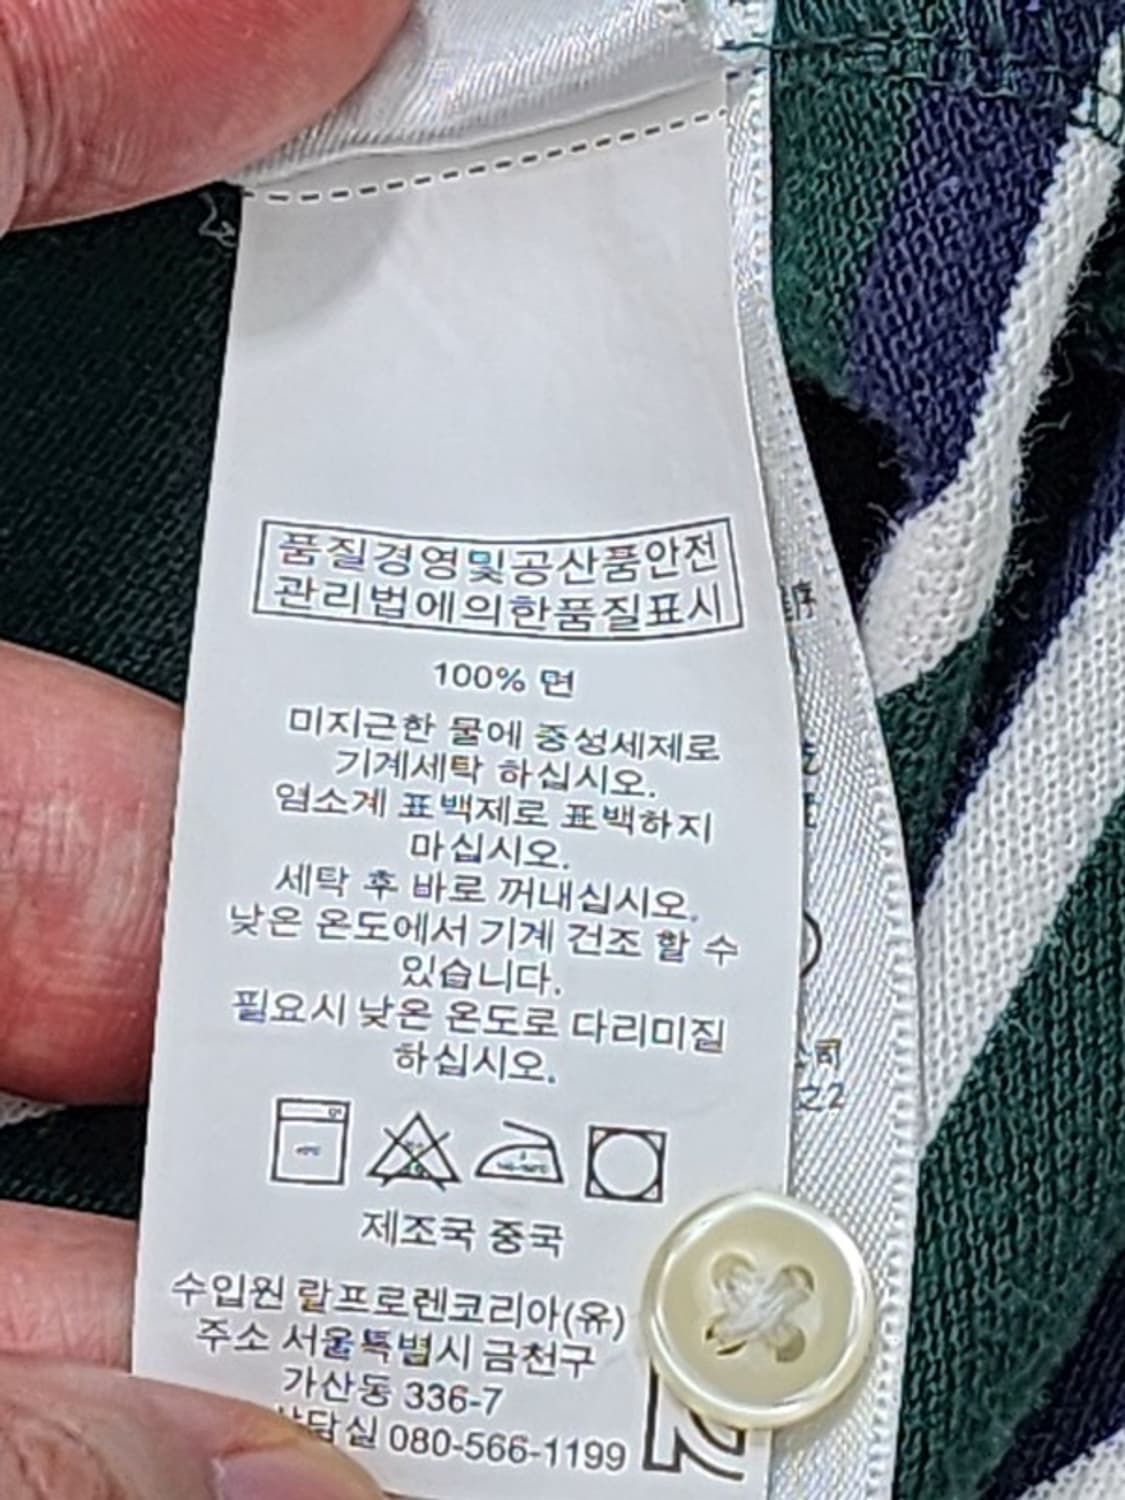 품질경영및공산품안전
관리법에의한품질표시
100% 면
미지근한 물에 중성세제로
기계세탁 하십시오.
염소계 표백제로 표백하지
마십시오.
세탁 후 바로 꺼내십시오.
낮은 온도에서 기계 건조 할 수
있습니다.
필요시 낮은 온도로 다리미질
하십시오.
제조국 중국
수입원 랄프로렌코리아(유)
주소 서울특별시 금천구
가산동 336-7
상담실 080-566-1199
序
公司
之2